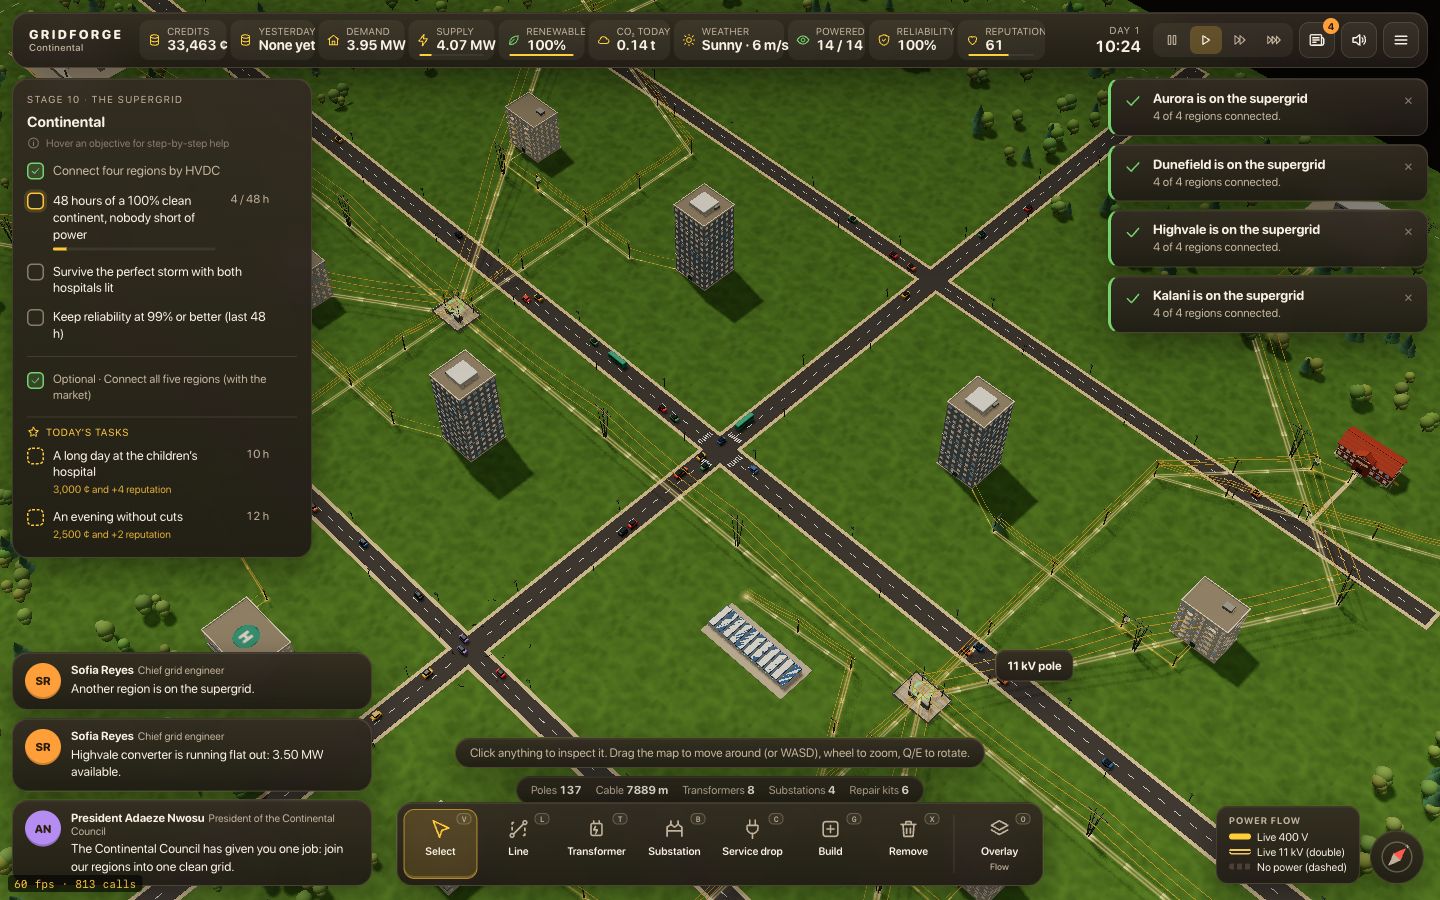 GRIDFORGE
Continental
CREDITS
33,463 ¢
YESTERDAY
None yet
DEMAND
3.95 MW
SUPPLY
4.07 MW
RENEWABLE
100%
CO₂ TODAY
0.14 t
WEATHER
Sunny · 6 m/s
POWERED
14 / 14
RELIABILITY
100%
REPUTATION
61
DAY 1
10:24
4
STAGE 10 · THE SUPERGRID
Continental
Hover an objective for step-by-step help
Connect four regions by HVDC
48 hours of a 100% clean 4 / 48 h
continent, nobody short of
power
Survive the perfect storm with both
hospitals lit
Keep reliability at 99% or better (last 48
h)
Optional · Connect all five regions (with the
market)
TODAY'S TASKS
A long day at the children's 10 h
hospital
3,000 ¢ and +4 reputation
An evening without cuts 12 h
2,500 ¢ and +2 reputation
Aurora is on the supergrid
4 of 4 regions connected.
Dunefield is on the supergrid
4 of 4 regions connected.
Highvale is on the supergrid
4 of 4 regions connected.
Kalani is on the supergrid
4 of 4 regions connected.
H
11 kV pole
SR
Sofia Reyes Chief grid engineer
Another region is on the supergrid.
SR
Sofia Reyes Chief grid engineer
Highvale converter is running flat out: 3.50 MW
available.
AN
President Adaeze Nwosu President of the Continental
Council
The Continental Council has given you one job: join
our regions into one clean grid.
60 fps · 813 calls
Click anything to inspect it. Drag the map to move around (or WASD), wheel to zoom, Q/E to rotate.
Poles 137 Cable 7889 m Transformers 8 Substations 4 Repair kits 6
V
Select
L
Line
T
Transformer
B
Substation
C
Service drop
G
Build
X
Remove
O
Overlay
Flow
POWER FLOW
Live 400 V
Live 11 kV (double)
No power (dashed)